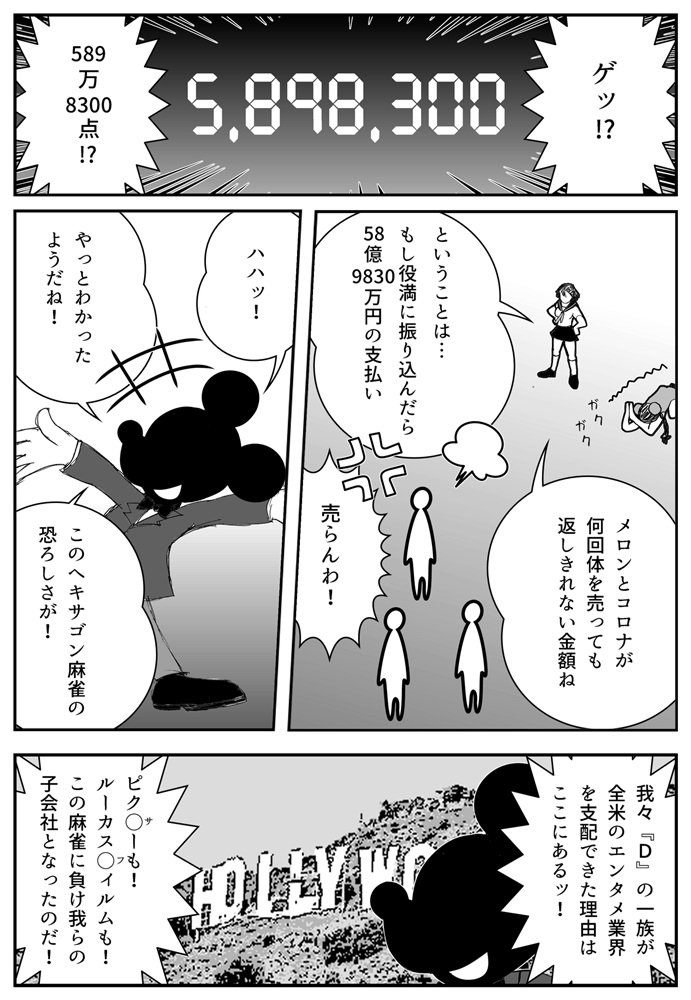 ゲッ!?
5,898,300
589
万
8300
点
!?
ということは…
もし役満に振り込んだら
58
億
9830
万円の支払い
ガク
ガク
メロンとコロナが
何回体を売っても
返しきれない金額ね
売らんわ！
ハハッ！
やっとわかった
ようだね！
このヘキサゴン麻雀の
恐ろしさが！
我々『D』の一族が
全米のエンタメ業界
を支配できた理由は
ここにあるッ！
HOLLYWO
ピク◯ーも！
サ
ルーカス◯イルムも！
フ
この麻雀に負け我らの
子会社となったのだ！